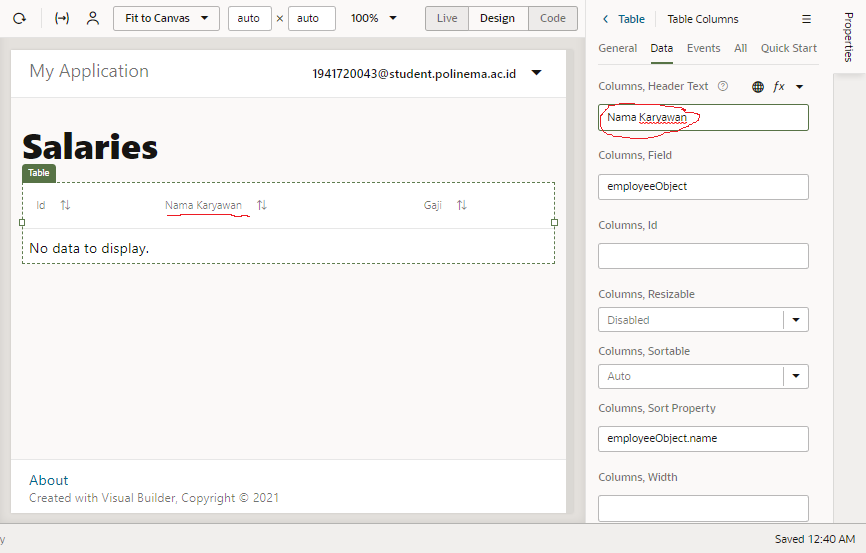 Fit to Canvas
auto × auto
100%
Live Design Code
My Application
1941720043@student.polinema.ac.id
Salaries
Table
Id Nama Karyawan Gaji
No data to display.
About
Created with Visual Builder, Copyright © 2021
Table Table Columns
General Data Events All Quick Start
Columns, Header Text fx
Nama Karyawan
Columns, Field
employeeObject
Columns, Id
Columns, Resizable
Disabled
Columns, Sortable
Auto
Columns, Sort Property
employeeObject.name
Columns, Width
Properties
y
Saved 12:40 AM